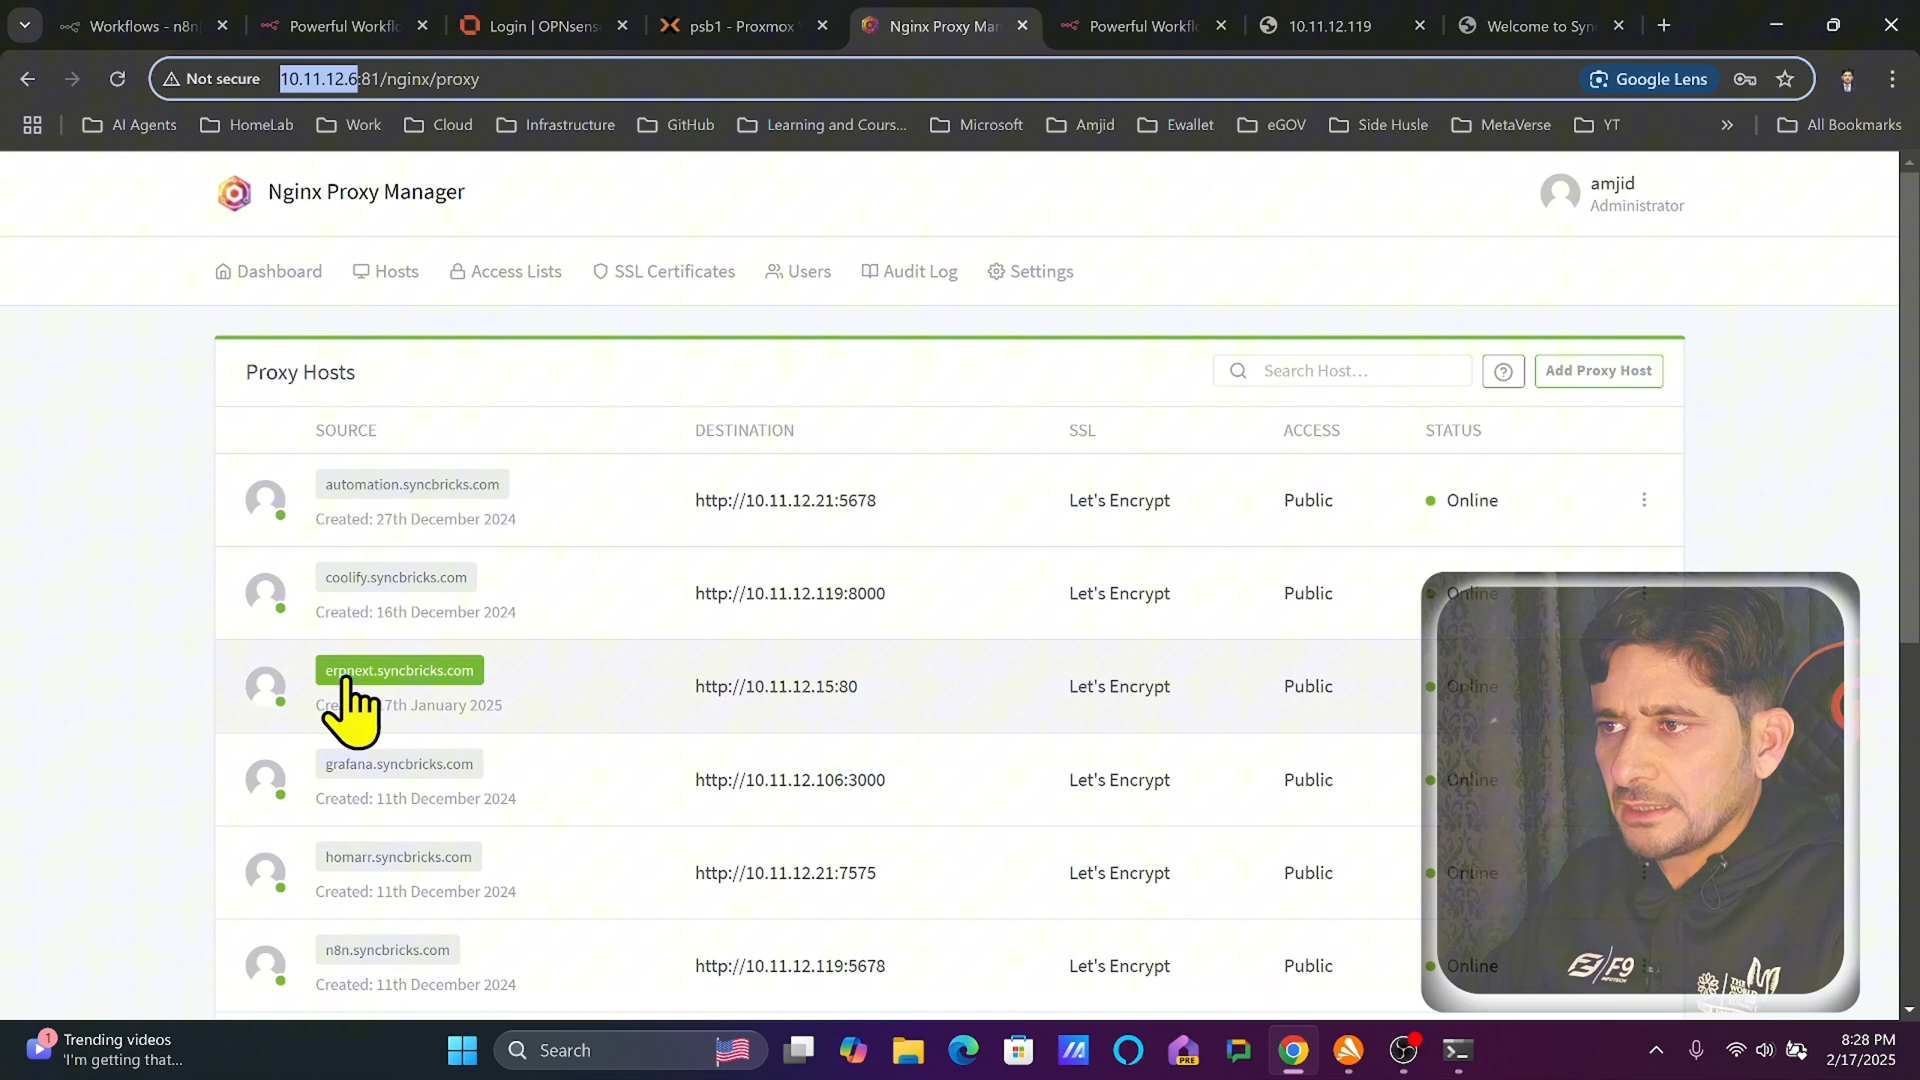 Workflows - n8n
Powerful Workfl
Login | OPNsens
psb1 - Proxmox
Nginx Proxy Man
Powerful Workfl
10.11.12.119
Welcome to Syn
Not secure
10.11.12.6:81/nginx/proxy
Google Lens
AI Agents
HomeLab
Work
Cloud
Infrastructure
GitHub
Learning and Cours...
Microsoft
Amjid
Ewallet
eGOV
Side Husle
MetaVerse
YT
All Bookmarks
Nginx Proxy Manager
amjid
Administrator
Dashboard
Hosts
Access Lists
SSL Certificates
Users
Audit Log
Settings
Proxy Hosts
Search Host...
Add Proxy Host
SOURCE
DESTINATION
SSL
ACCESS
STATUS
automation.syncbricks.com
Created: 27th December 2024
http://10.11.12.21:5678
Let's Encrypt
Public
Online
coolify.syncbricks.com
Created: 16th December 2024
http://10.11.12.119:8000
Let's Encrypt
Public
Online
erpnext.syncbricks.com
7th January 2025
http://10.11.12.15:80
Let's Encrypt
Public
Online
grafana.syncbricks.com
Created: 11th December 2024
http://10.11.12.106:3000
Let's Encrypt
Public
Online
homarr.syncbricks.com
Created: 11th December 2024
http://10.11.12.21:7575
Let's Encrypt
Public
Online
n8n.syncbricks.com
Created: 11th December 2024
http://10.11.12.119:5678
Let's Encrypt
Public
Online
F9
INFOTECH
1
Trending videos
'I'm getting that...
Search
PRE
8:28 PM
2/17/2025